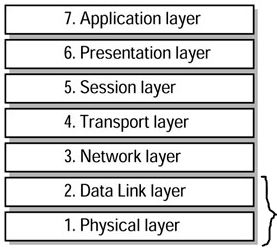 7. Application layer
6. Presentation layer
5. Session layer
4. Transport layer
3. Network layer
2. Data Link layer
1. Physical layer